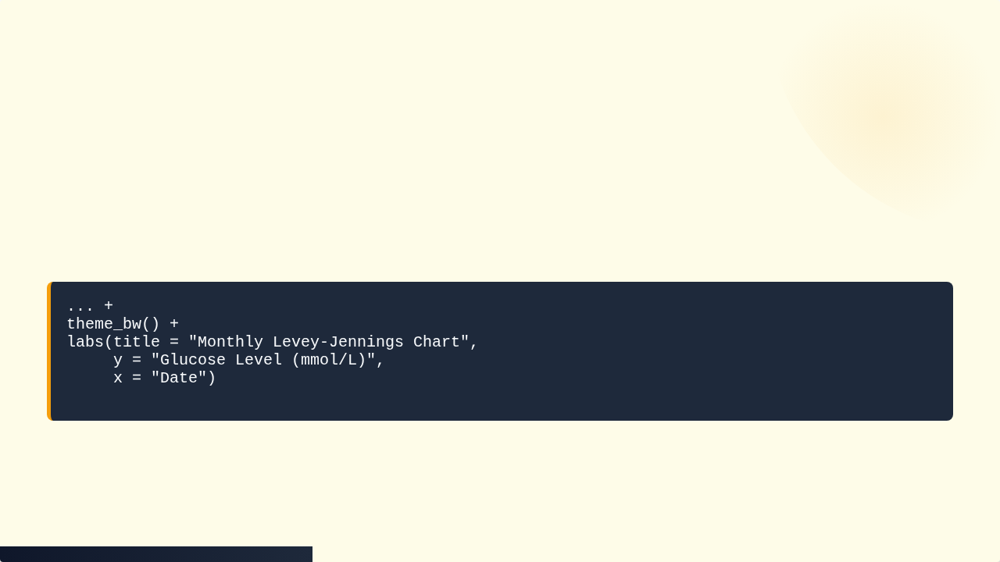 ... +
theme_bw() +
labs(title = "Monthly Levey-Jennings Chart",
     y = "Glucose Level (mmol/L)",
     x = "Date")